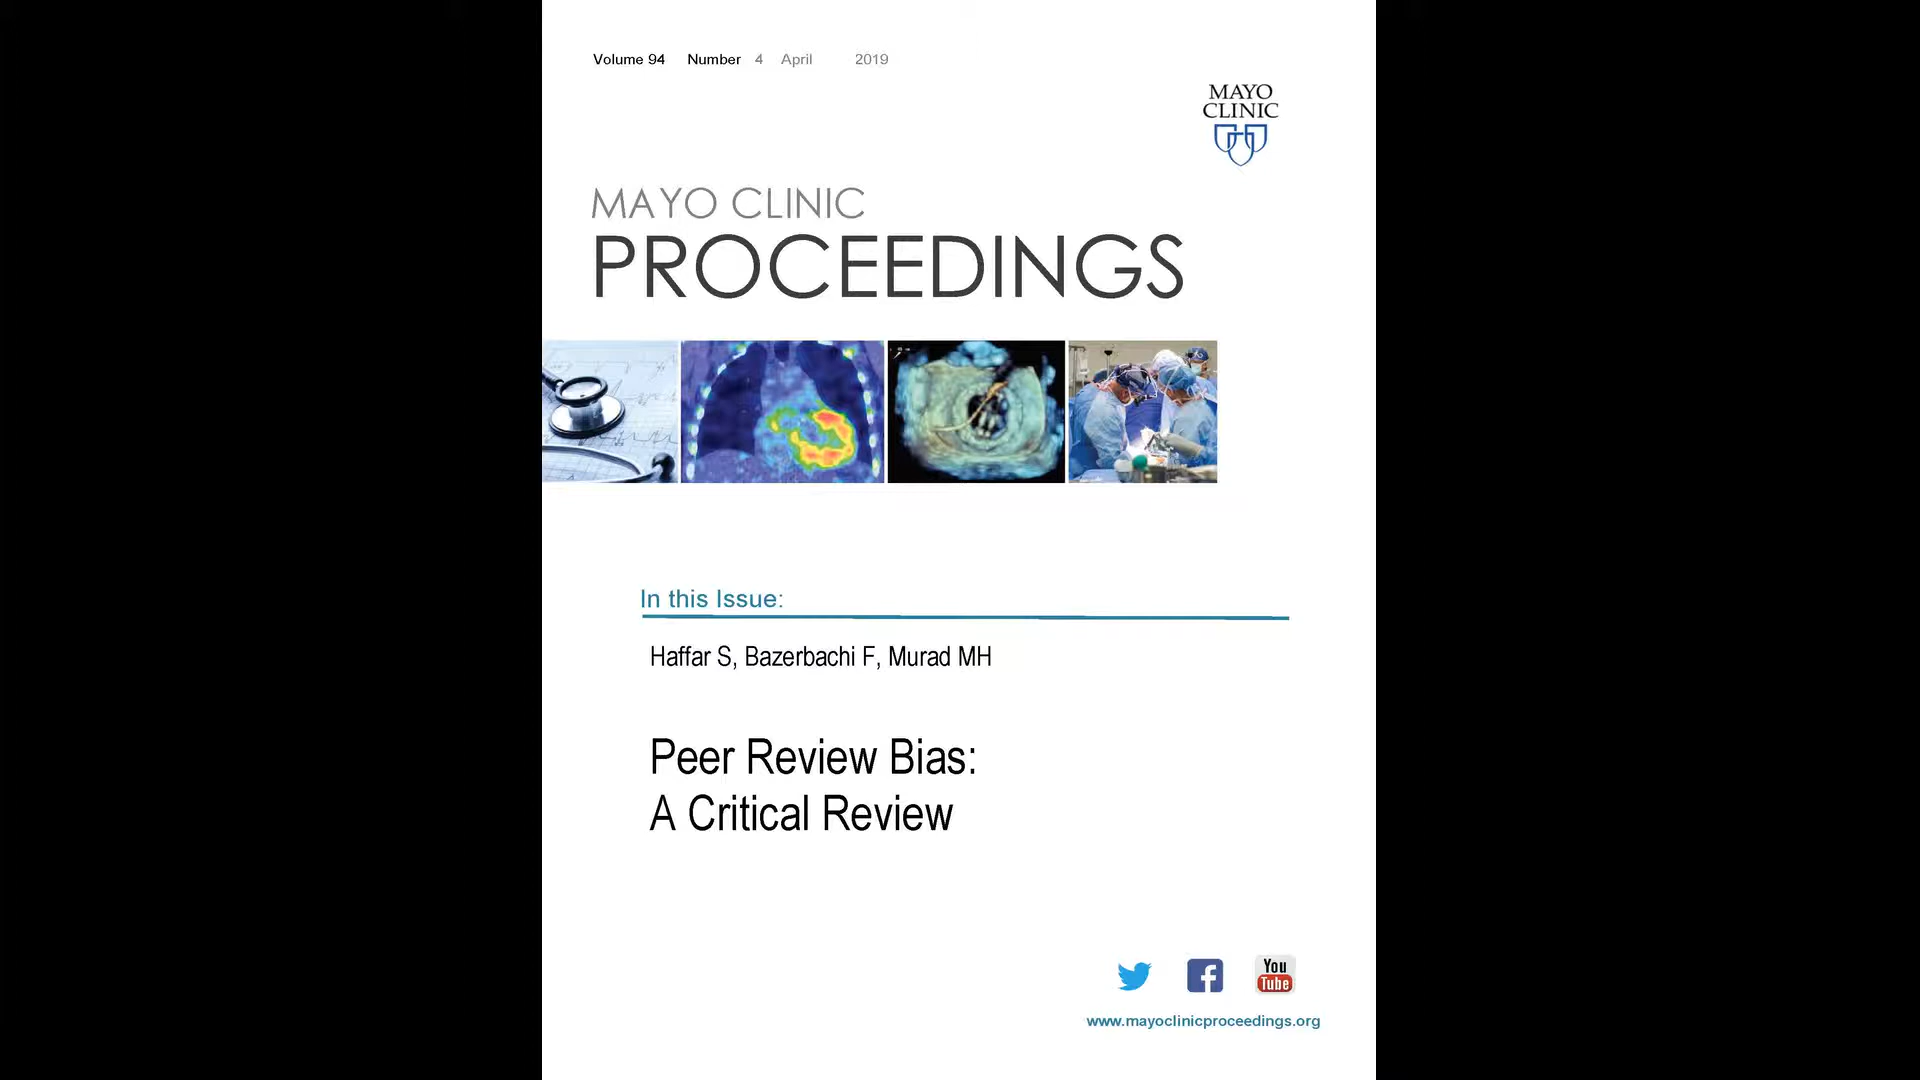 Volume 94 Number 4 April 2019
MAYO
CLINIC
MAYO CLINIC
PROCEEDINGS
In this Issue:
Haffar S, Bazerbachi F, Murad MH
Peer Review Bias:
A Critical Review
You
Tube
www.mayoclinicproceedings.org